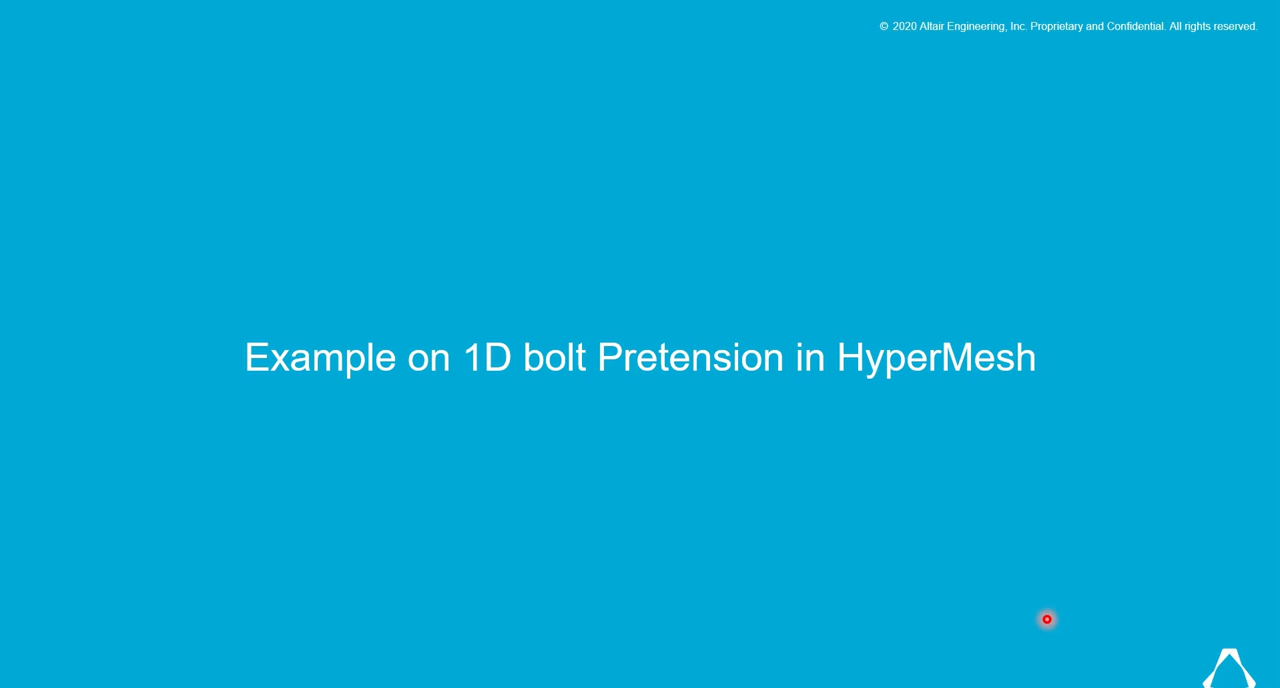 © 2020 Altair Engineering, Inc. Proprietary and Confidential. All rights reserved.
Example on 1D bolt Pretension in HyperMesh